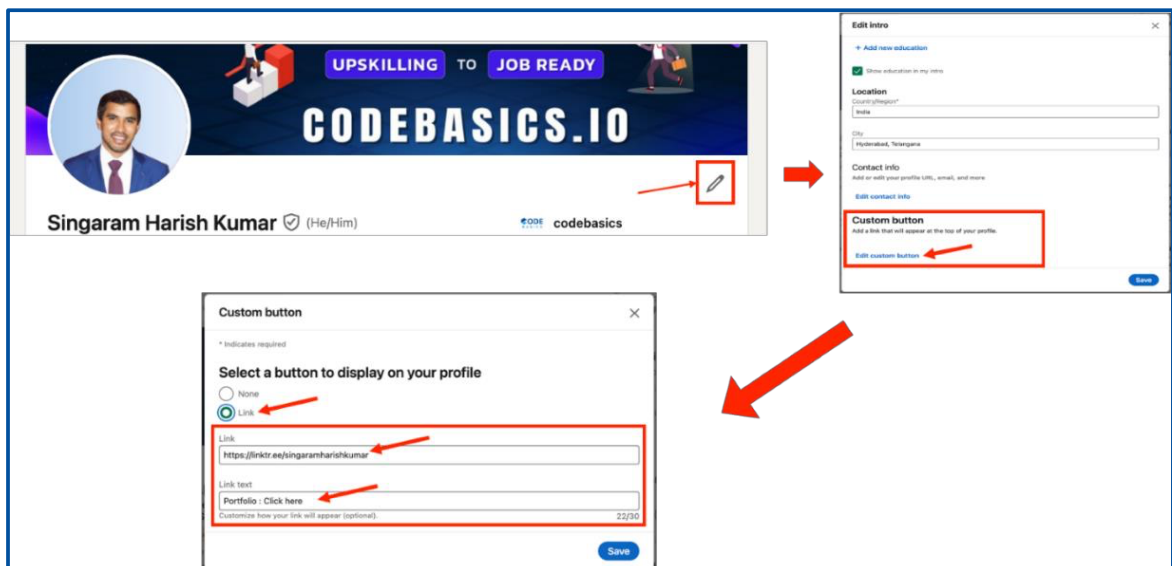 UPSKILLING TO JOB READY
CODEBASICS.IO
Singaram Harish Kumar (He/Him)
CODE BASICS codebasics
Edit intro
+ Add new education
Show education in my intro
Location
Country/Region*
India
City
Hyderabad, Telangana
Contact info
Add or edit your profile URL, email, and more
Edit contact info
Custom button
Add a link that will appear at the top of your profile.
Edit custom button
Save
Custom button
* Indicates required
Select a button to display on your profile
None
Link
Link
https://linktr.ee/singaramharishkumar
Link text
Portfolio : Click here
Customize how your link will appear (optional).
22/30
Save